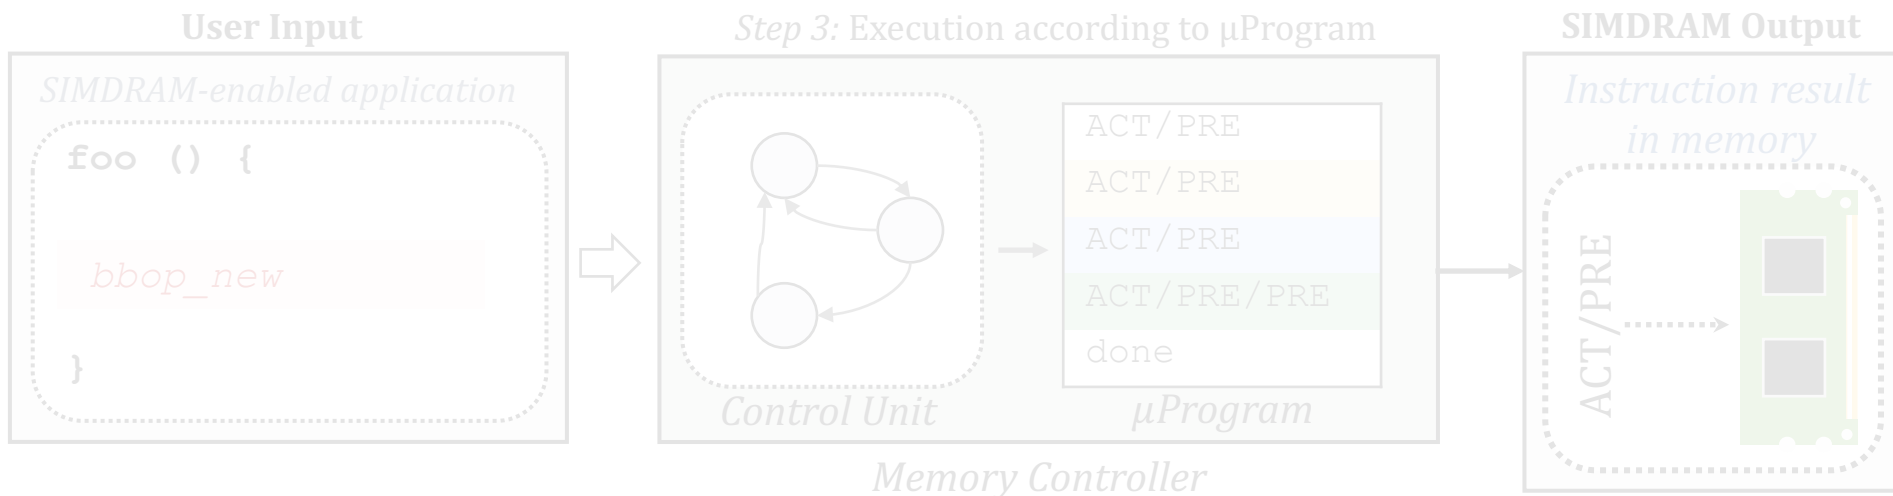 User Input
SIMDRAM-enabled application
foo () {
bbop_new
}
Step 3: Execution according to μProgram
ACT/PRE
ACT/PRE
ACT/PRE
ACT/PRE/PRE
done
Control Unit
μProgram
Memory Controller
SIMDRAM Output
Instruction result
in memory
ACT/PRE